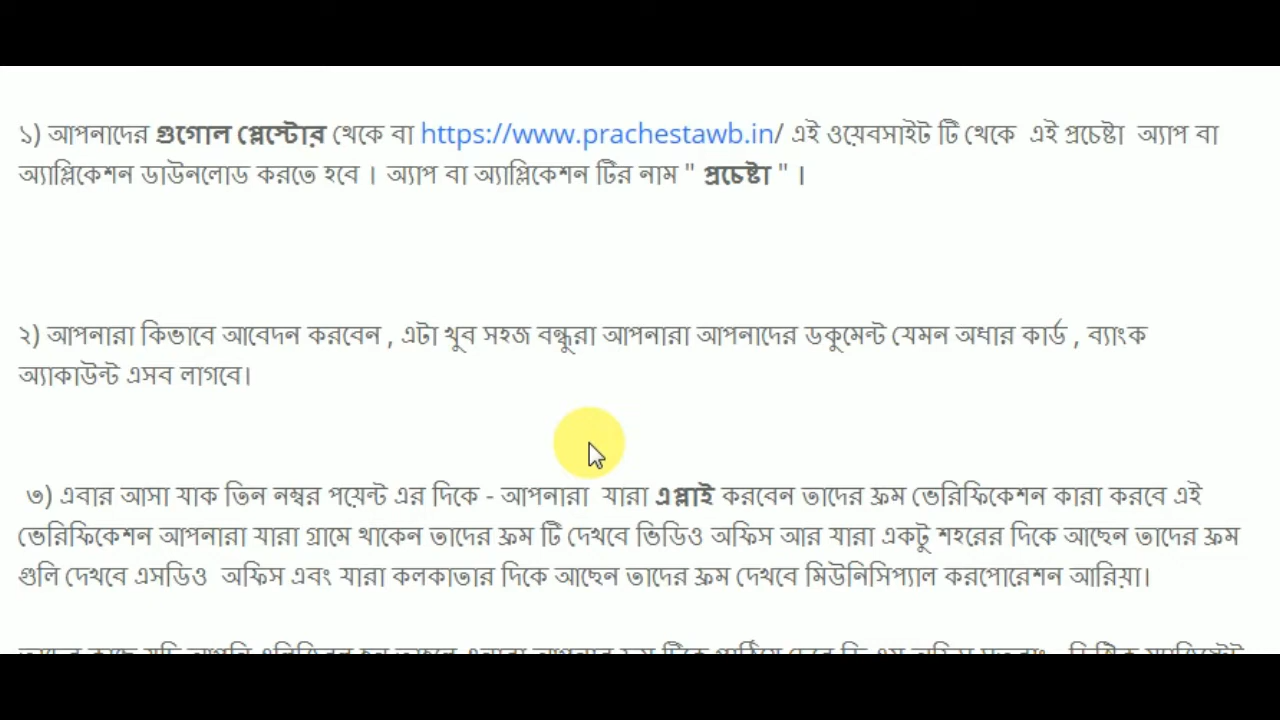 ১) আপনাদের গুগোল প্লেস্টোর থেকে বা https://www.prachestawb.in/ এই ওয়েবসাইট টি থেকে এই প্রচেষ্টা অ্যাপ বা
অ্যাপ্লিকেশন ডাউনলোড করতে হবে । অ্যাপ বা অ্যাপ্লিকেশন টির নাম " প্রচেষ্টা " ।
২) আপনারা কিভাবে আবেদন করবেন , এটা খুব সহজ বন্ধুরা আপনারা আপনাদের ডকুমেন্ট যেমন অধার কার্ড , ব্যাংক
অ্যাকাউন্ট এসব লাগবে।
৩) এবার আসা যাক তিন নম্বর পয়েন্ট এর দিকে - আপনারা যারা এপ্লাই করবেন তাদের ফ্রম ভেরিফিকেশন কারা করবে এই
ভেরিফিকেশন আপনারা যারা গ্রামে থাকেন তাদের ফ্রম টি দেখবে ভিডিও অফিস আর যারা একটু শহরের দিকে আছেন তাদের ফ্রম
গুলি দেখবে এসডিও অফিস এবং যারা কলকাতার দিকে আছেন তাদের ফ্রম দেখবে মিউনিসিপ্যাল করপোরেশন আরিয়া।